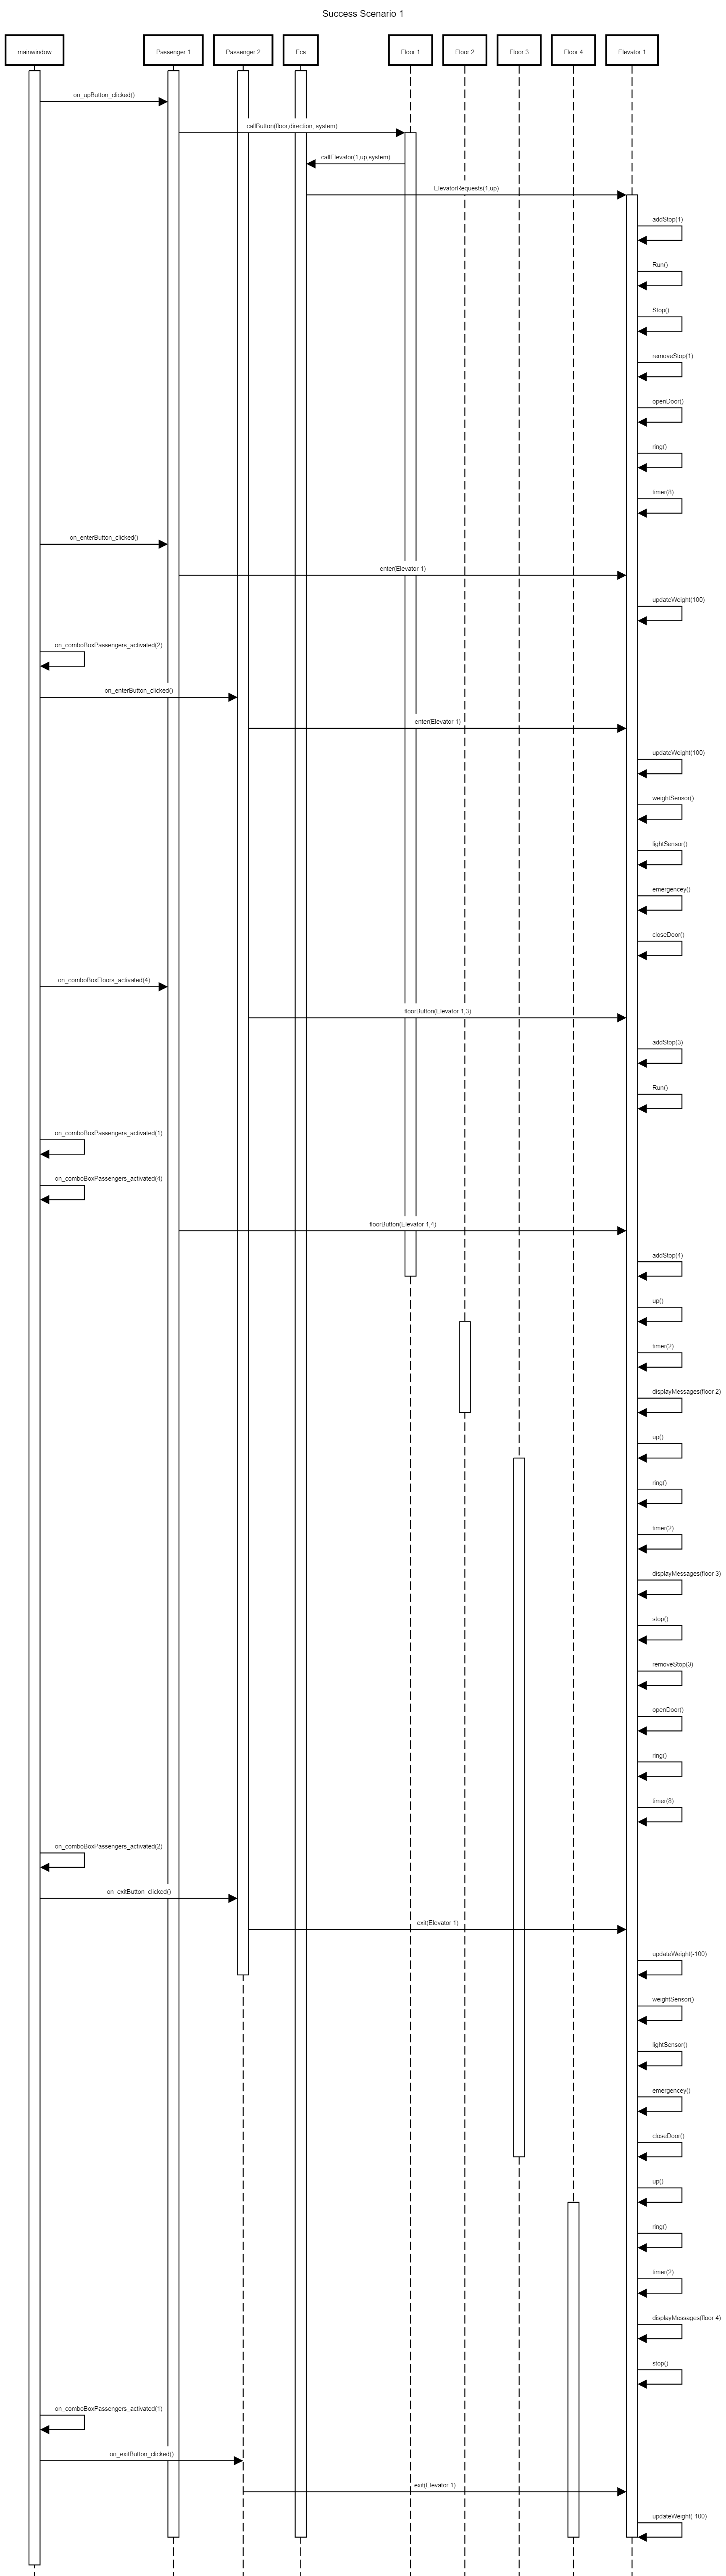 Success Scenario 1
mainwindow
Passenger 1
Passenger 2
Ecs
Floor 1
Floor 2
Floor 3
Floor 4
Elevator 1
on_upButton_clicked()
callButton(floor,direction, system)
callElevator(1,up,system)
ElevatorRequests(1,up)
addStop(1)
Run()
Stop()
removeStop(1)
openDoor()
ring()
timer(8)
on_enterButton_clicked()
enter(Elevator 1)
updateWeight(100)
on_comboBoxPassengers_activated(2)
on_enterButton_clicked()
enter(Elevator 1)
updateWeight(100)
weightSensor()
lightSensor()
emergencey()
closeDoor()
on_comboBoxFloors_activated(4)
floorButton(Elevator 1,3)
addStop(3)
Run()
on_comboBoxPassengers_activated(1)
on_comboBoxPassengers_activated(4)
floorButton(Elevator 1,4)
addStop(4)
up()
timer(2)
displayMessages(floor 2)
up()
ring()
timer(2)
displayMessages(floor 3)
stop()
removeStop(3)
openDoor()
ring()
timer(8)
on_comboBoxPassengers_activated(2)
on_exitButton_clicked()
exit(Elevator 1)
updateWeight(-100)
weightSensor()
lightSensor()
emergencey()
closeDoor()
up()
ring()
timer(2)
displayMessages(floor 4)
stop()
on_comboBoxPassengers_activated(1)
on_exitButton_clicked()
exit(Elevator 1)
updateWeight(-100)